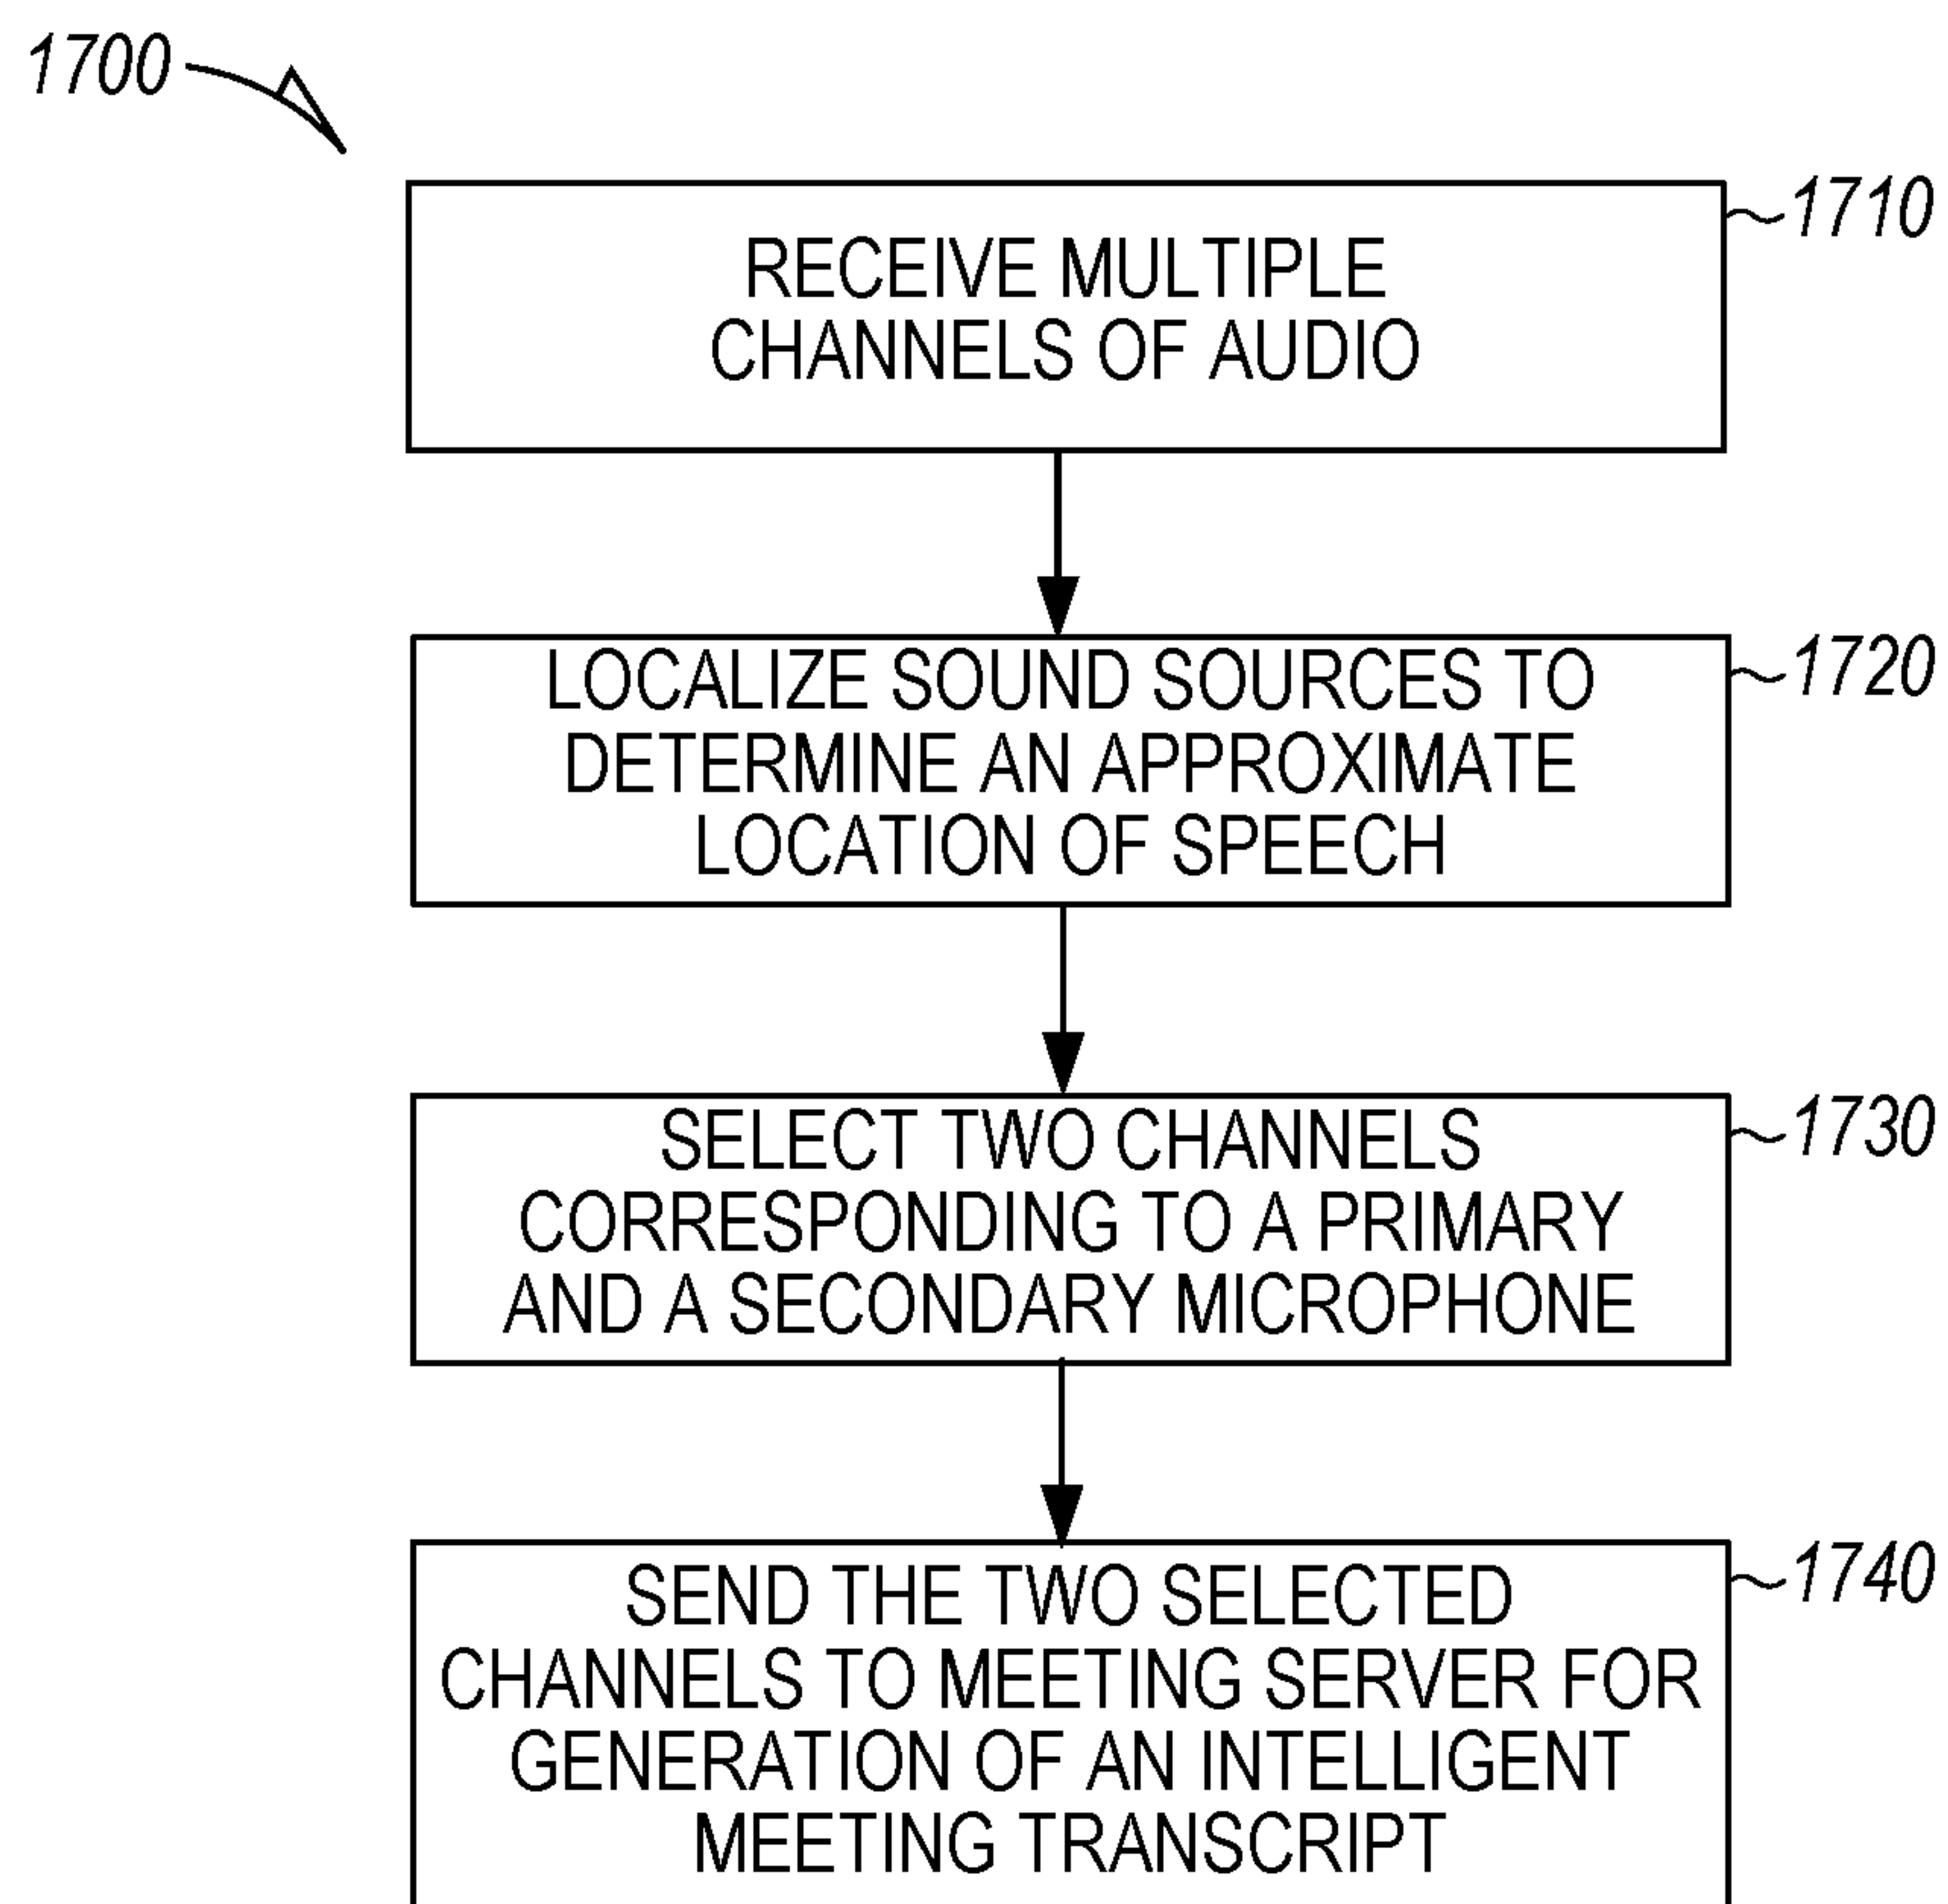 1700
1710
RECEIVE MULTIPLE
CHANNELS OF AUDIO
1720
LOCALIZE SOUND SOURCES TO
DETERMINE AN APPROXIMATE
LOCATION OF SPEECH
1730
SELECT TWO CHANNELS
CORRESPONDING TO A PRIMARY
AND A SECONDARY MICROPHONE
1740
SEND THE TWO SELECTED
CHANNELS TO MEETING SERVER FOR
GENERATION OF AN INTELLIGENT
MEETING TRANSCRIPT